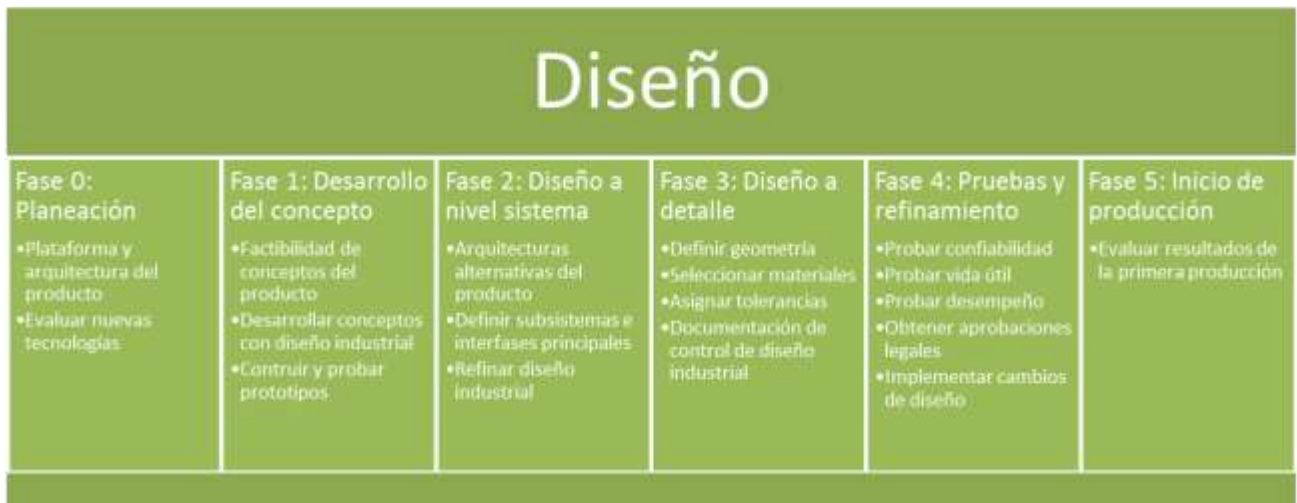 Diseño
Fase 0:
Planeación
•Plataforma y
arquitectura del
producto
•Evaluar nuevas
tecnologías
Fase 1: Desarrollo
del concepto
•Factibilidad de
conceptos del
producto
•Desarrollar conceptos
con diseño industrial
•Contruir y probar
prototipos
Fase 2: Diseño a
nivel sistema
•Arquitecturas
alternativas del
producto
•Definir subsistemas e
interfases principales
•Refinar diseño
industrial
Fase 3: Diseño a
detalle
•Definir geometría
•Seleccionar materiales
•Asignar tolerancias
•Documentación de
control de diseño
industrial
Fase 4: Pruebas y
refinamiento
•Probar confiabilidad
•Probar vida útil
•Probar desempeño
•Obtener aprobaciones
legales
•Implementar cambios
de diseño
Fase 5: Inicio de
producción
•Evaluar resultados de
la primera producción